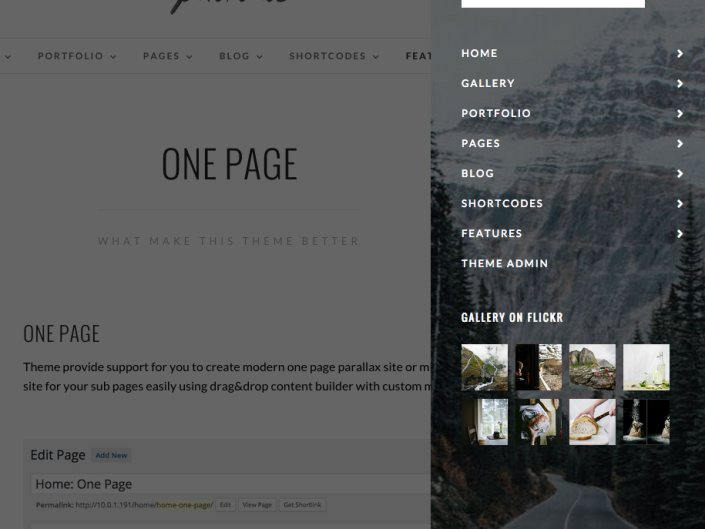 PORTFOLIO PAGES BLOG SHORTCODES FEAT
ONE PAGE
WHAT MAKE THIS THEME BETTER
ONE PAGE
Theme provide support for you to create modern one page parallax site or m
site for your sub pages easily using drag&drop content builder with custom m
Edit Page Add New
Home: One Page
Permalink: http://10.0.1.191/home/home-one-page/ Edit View Page Get Shortlink
HOME
GALLERY
PORTFOLIO
PAGES
BLOG
SHORTCODES
FEATURES
THEME ADMIN
GALLERY ON FLICKR